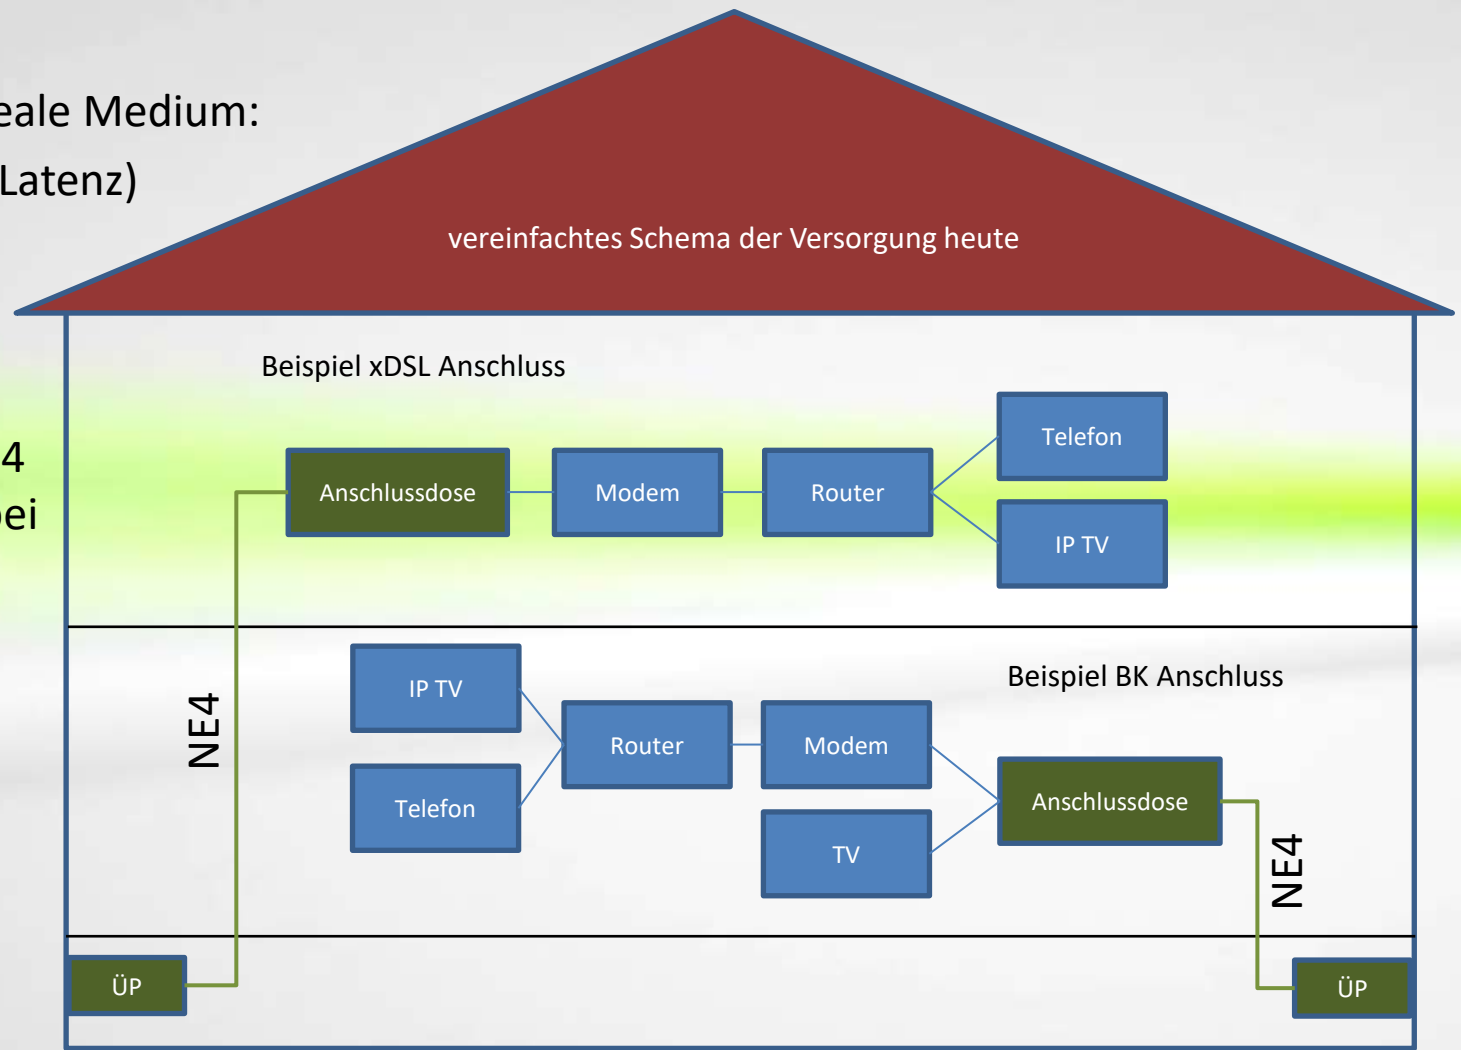 eale Medium:
Latenz)
4
ei
vereinfachtes Schema der Versorgung heute
Beispiel xDSL Anschluss
Anschlussdose
Modem
Router
Telefon
IP TV
NE4
Beispiel BK Anschluss
IP TV
Telefon
Router
Modem
TV
Anschlussdose
NE4
ÜP
ÜP